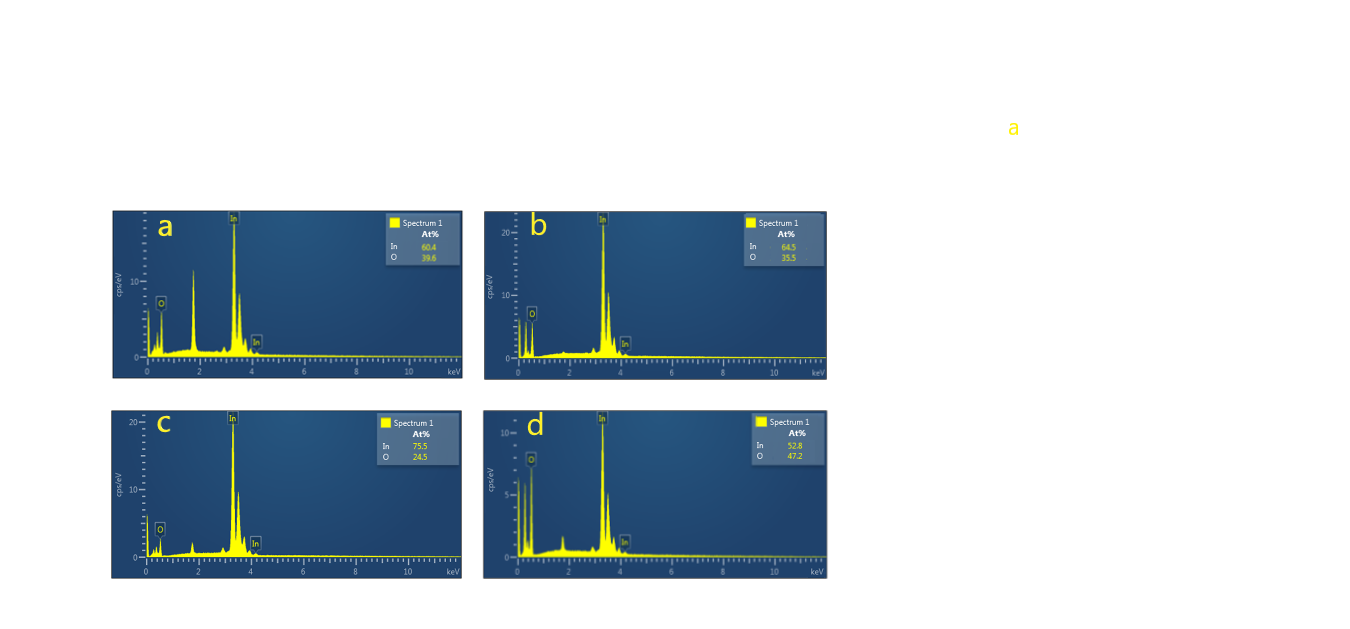 a
a
In
Spectrum 1
At%
In 60.4
O 39.6
cps/eV
10
O
In
0
0 2 4 6 8 10 keV
b
In
Spectrum 1
At%
In 64.5
O 35.5
20
cps/eV
10
O
In
0
0 2 4 6 8 10 keV
c
In
Spectrum 1
At%
In 75.5
O 24.5
20
cps/eV
10
O
In
0
0 2 4 6 8 10 keV
d
In
Spectrum 1
At%
In 52.8
O 47.2
10
O
cps/eV
5
In
0
0 2 4 6 8 10 keV